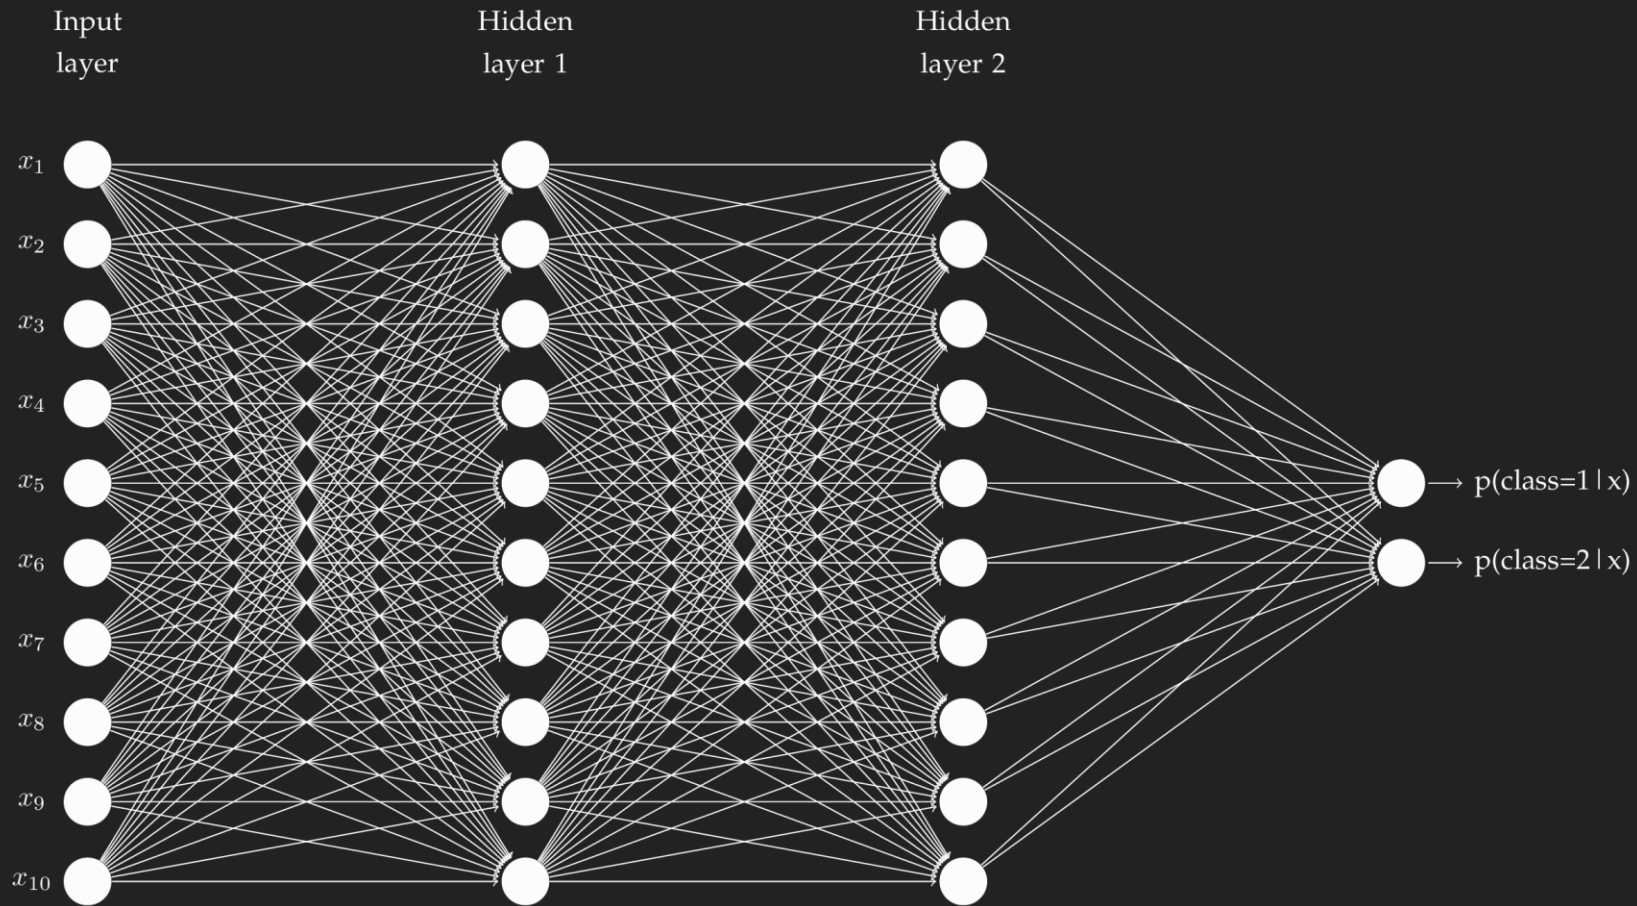 Input
layer
Hidden
layer 1
Hidden
layer 2
x₁
x₂
x₃
x₄
x₅
x₆
x₇
x₈
x₉
x₁₀
p(class=1|x)
p(class=2|x)